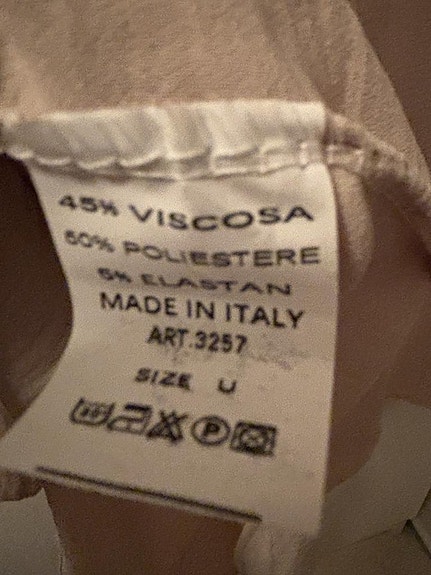 45% VISCOSA
50% POLIESTERE
5% ELASTAN
MADE IN ITALY
ART.3257
SIZE U
P